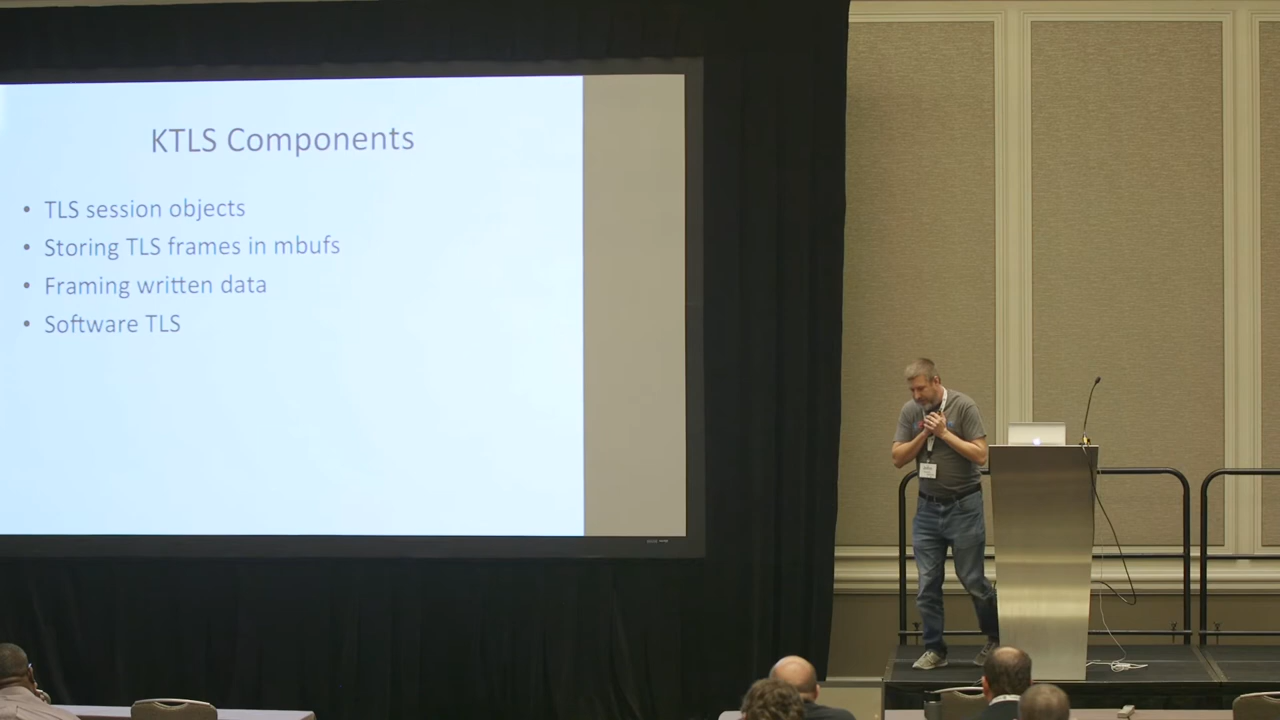 KTLS Components
• TLS session objects
• Storing TLS frames in mbufs
• Framing written data
• Software TLS